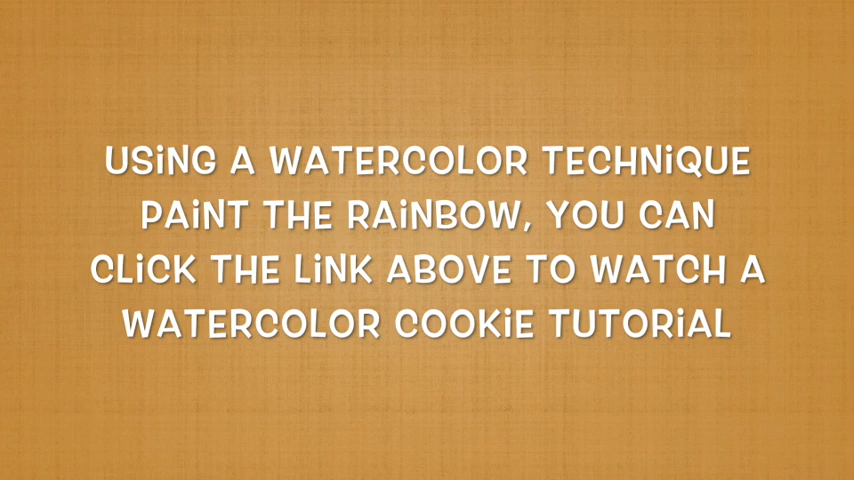 USiNG A WATERCOLOR TECHNiQUE
PAiNT THE RAiNBOW, YOU CAN
CLiCK THE LiNK ABOVE TO WATCH A
WATERCOLOR COOKiE TUTORiAL